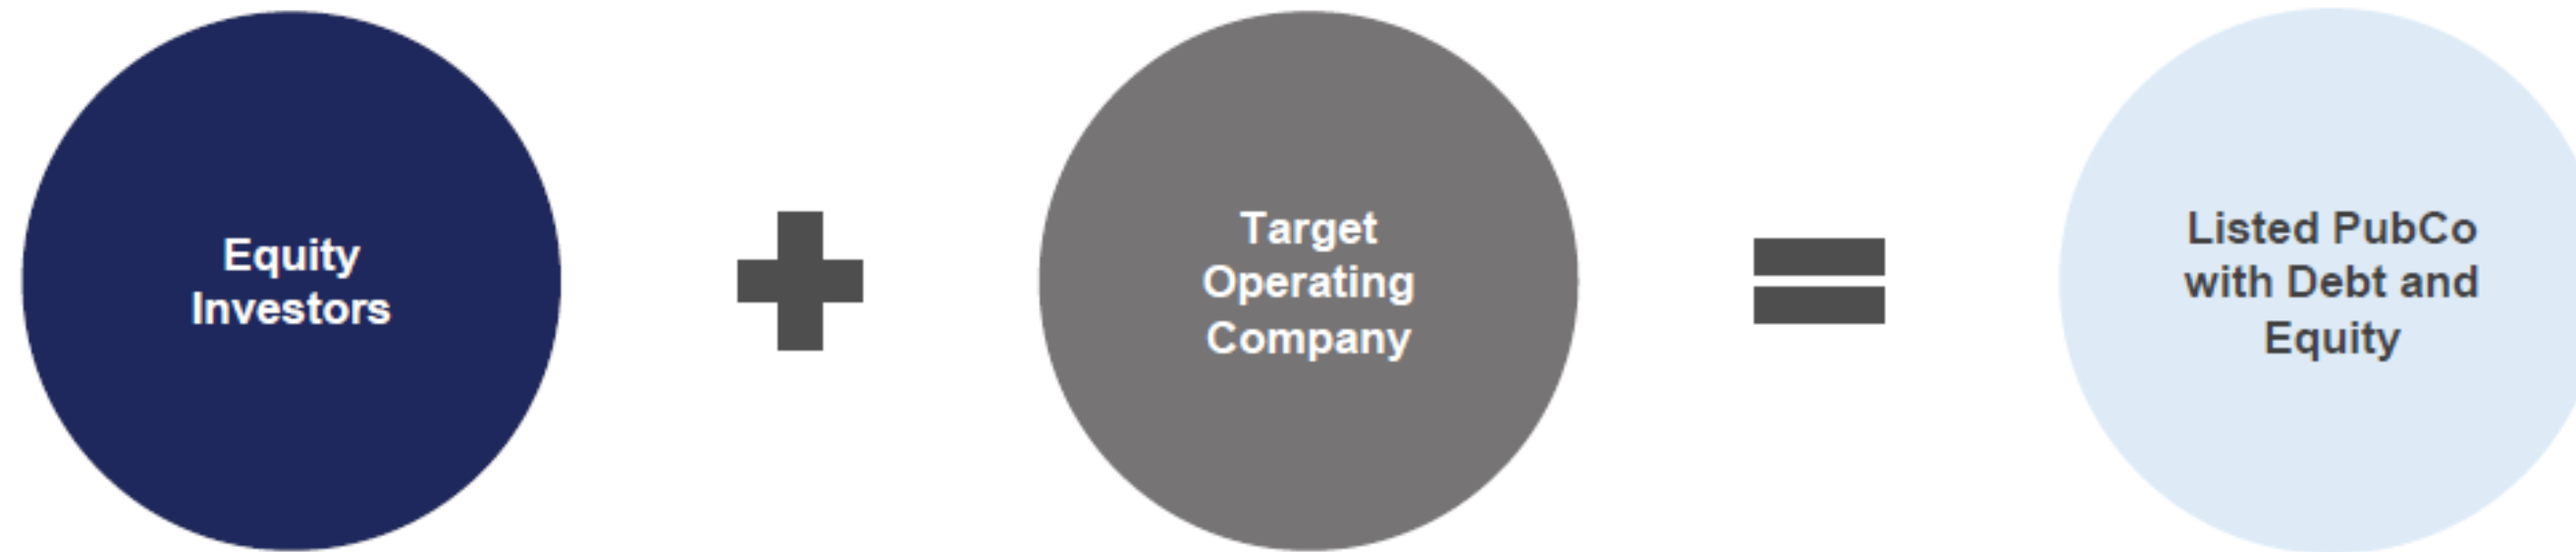 Equity
Investors
Target
Operating
Company
Listed PubCo
with Debt and
Equity